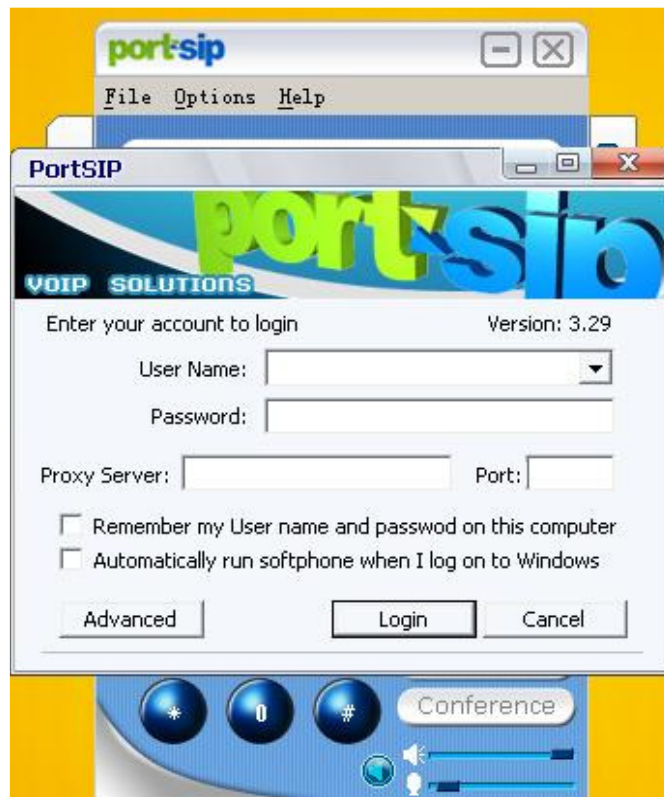 port sip
File Options Help
PortSIP
port sip
VOIP SOLUTIONS
Enter your account to login Version: 3.29
User Name:
Password:
Proxy Server: Port:
Remember my User name and passwod on this computer
Automatically run softphone when I log on to Windows
Advanced Login Cancel
* 0 #
Conference